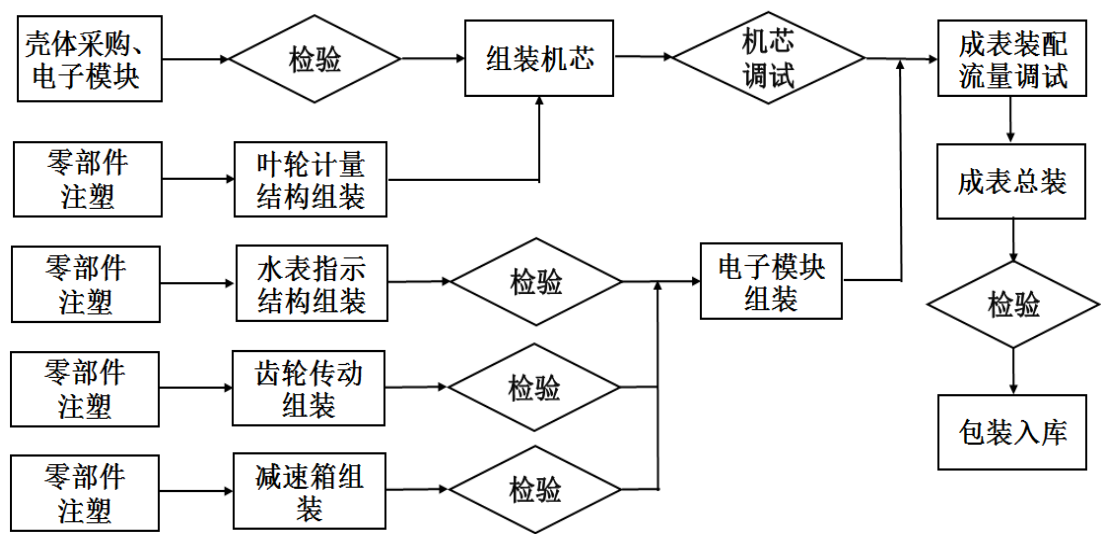 壳体采购、
电子模块
检验
组装机芯
机芯
调试
成表装配
流量调试
零部件
注塑
叶轮计量
结构组装
成表总装
零部件
注塑
水表指示
结构组装
检验
电子模块
组装
检验
零部件
注塑
齿轮传动
组装
检验
包装入库
零部件
注塑
减速箱组
装
检验